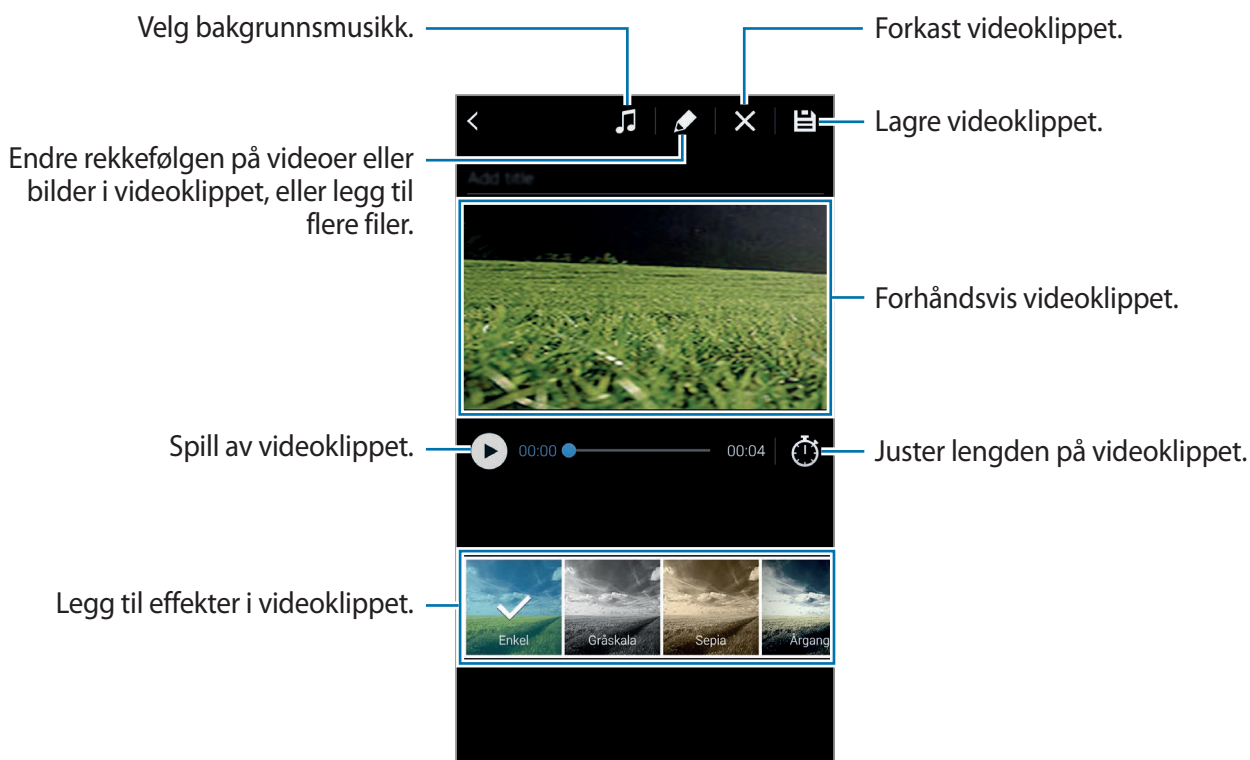 Velg bakgrunnsmusikk.
Forkast videoklippet.
Lagre videoklippet.
Endre rekkefølgen på videoer eller
bilder i videoklippet, eller legg til
flere filer.
Add title
Forhåndsvis videoklippet.
Spill av videoklippet.
00:00
00:04
Juster lengden på videoklippet.
Legg til effekter i videoklippet.
Enkel
Gråskala
Sepia
Årgang